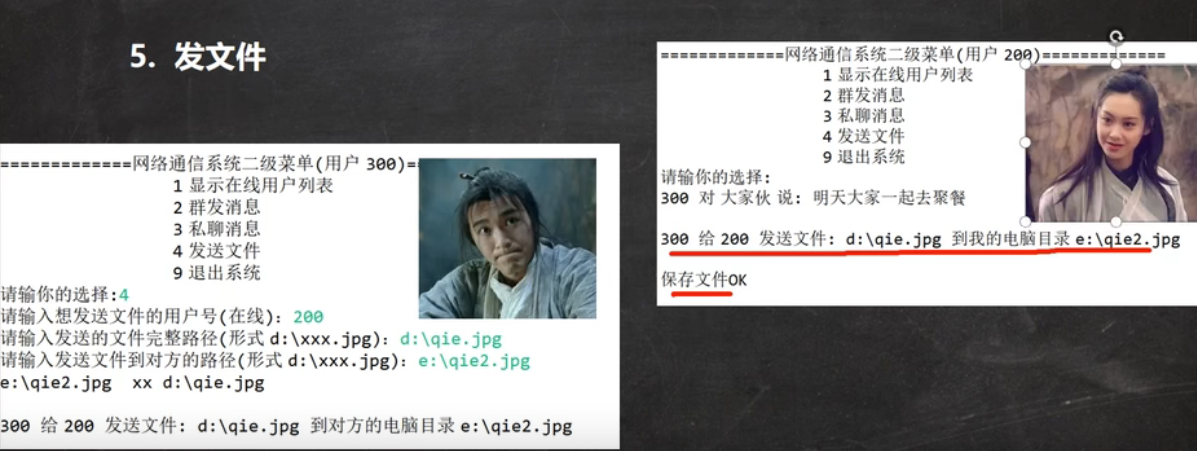 5. 发文件
=============网络通信系统二级菜单(用户 300)=
1 显示在线用户列表
2 群发消息
3 私聊消息
4 发送文件
9 退出系统
请输你的选择:4
请输入想发送文件的用户号(在线): 200
请输入发送的文件完整路径(形式 d:\xxx.jpg): d:\qie.jpg
请输入发送文件到对方的路径(形式 d:\xxx.jpg): e:\qie2.jpg
e:\qie2.jpg  xx d:\qie.jpg
300 给 200 发送文件: d:\qie.jpg 到对方的电脑目录 e:\qie2.jpg
=============网络通信系统二级菜单(用户 200)=============
1 显示在线用户列表
2 群发消息
3 私聊消息
4 发送文件
9 退出系统
请输你的选择:
300 对 大家伙 说: 明天大家一起去聚餐
300 给 200 发送文件: d:\qie.jpg 到我的电脑目录 e:\qie2.jpg
保存文件OK